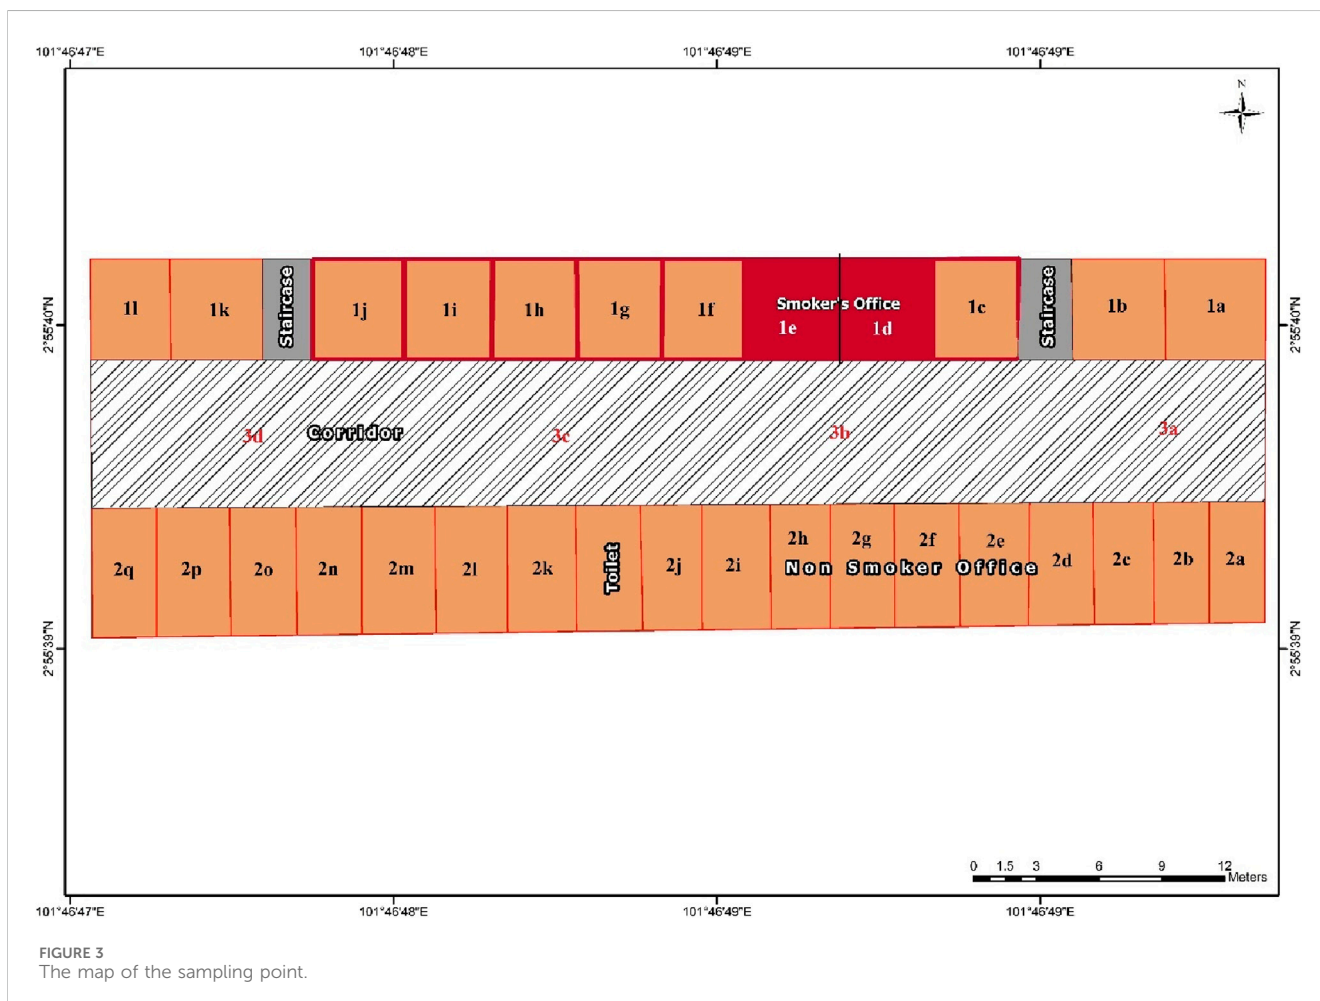 101°46'47"E 101°46'48"E 101°46'49"E 101°46'49"E
N
1l 1k Staircase 1j 1i 1h 1g 1f Smoker's Office 1c Staircase 1b 1a
1e 1d
2°55'40"N 2°55'40"N
3d Corridor 3c 3b 3a
2h 2g 2f 2e
2q 2p 2o 2n 2m 2l 2k Toilet 2j 2i Non Smoker Office 2d 2c 2b 2a
2°55'39"N 2°55'39"N
0 1.5 3 6 9 12
Meters
101°46'47"E 101°46'48"E 101°46'49"E 101°46'49"E
FIGURE 3
The map of the sampling point.